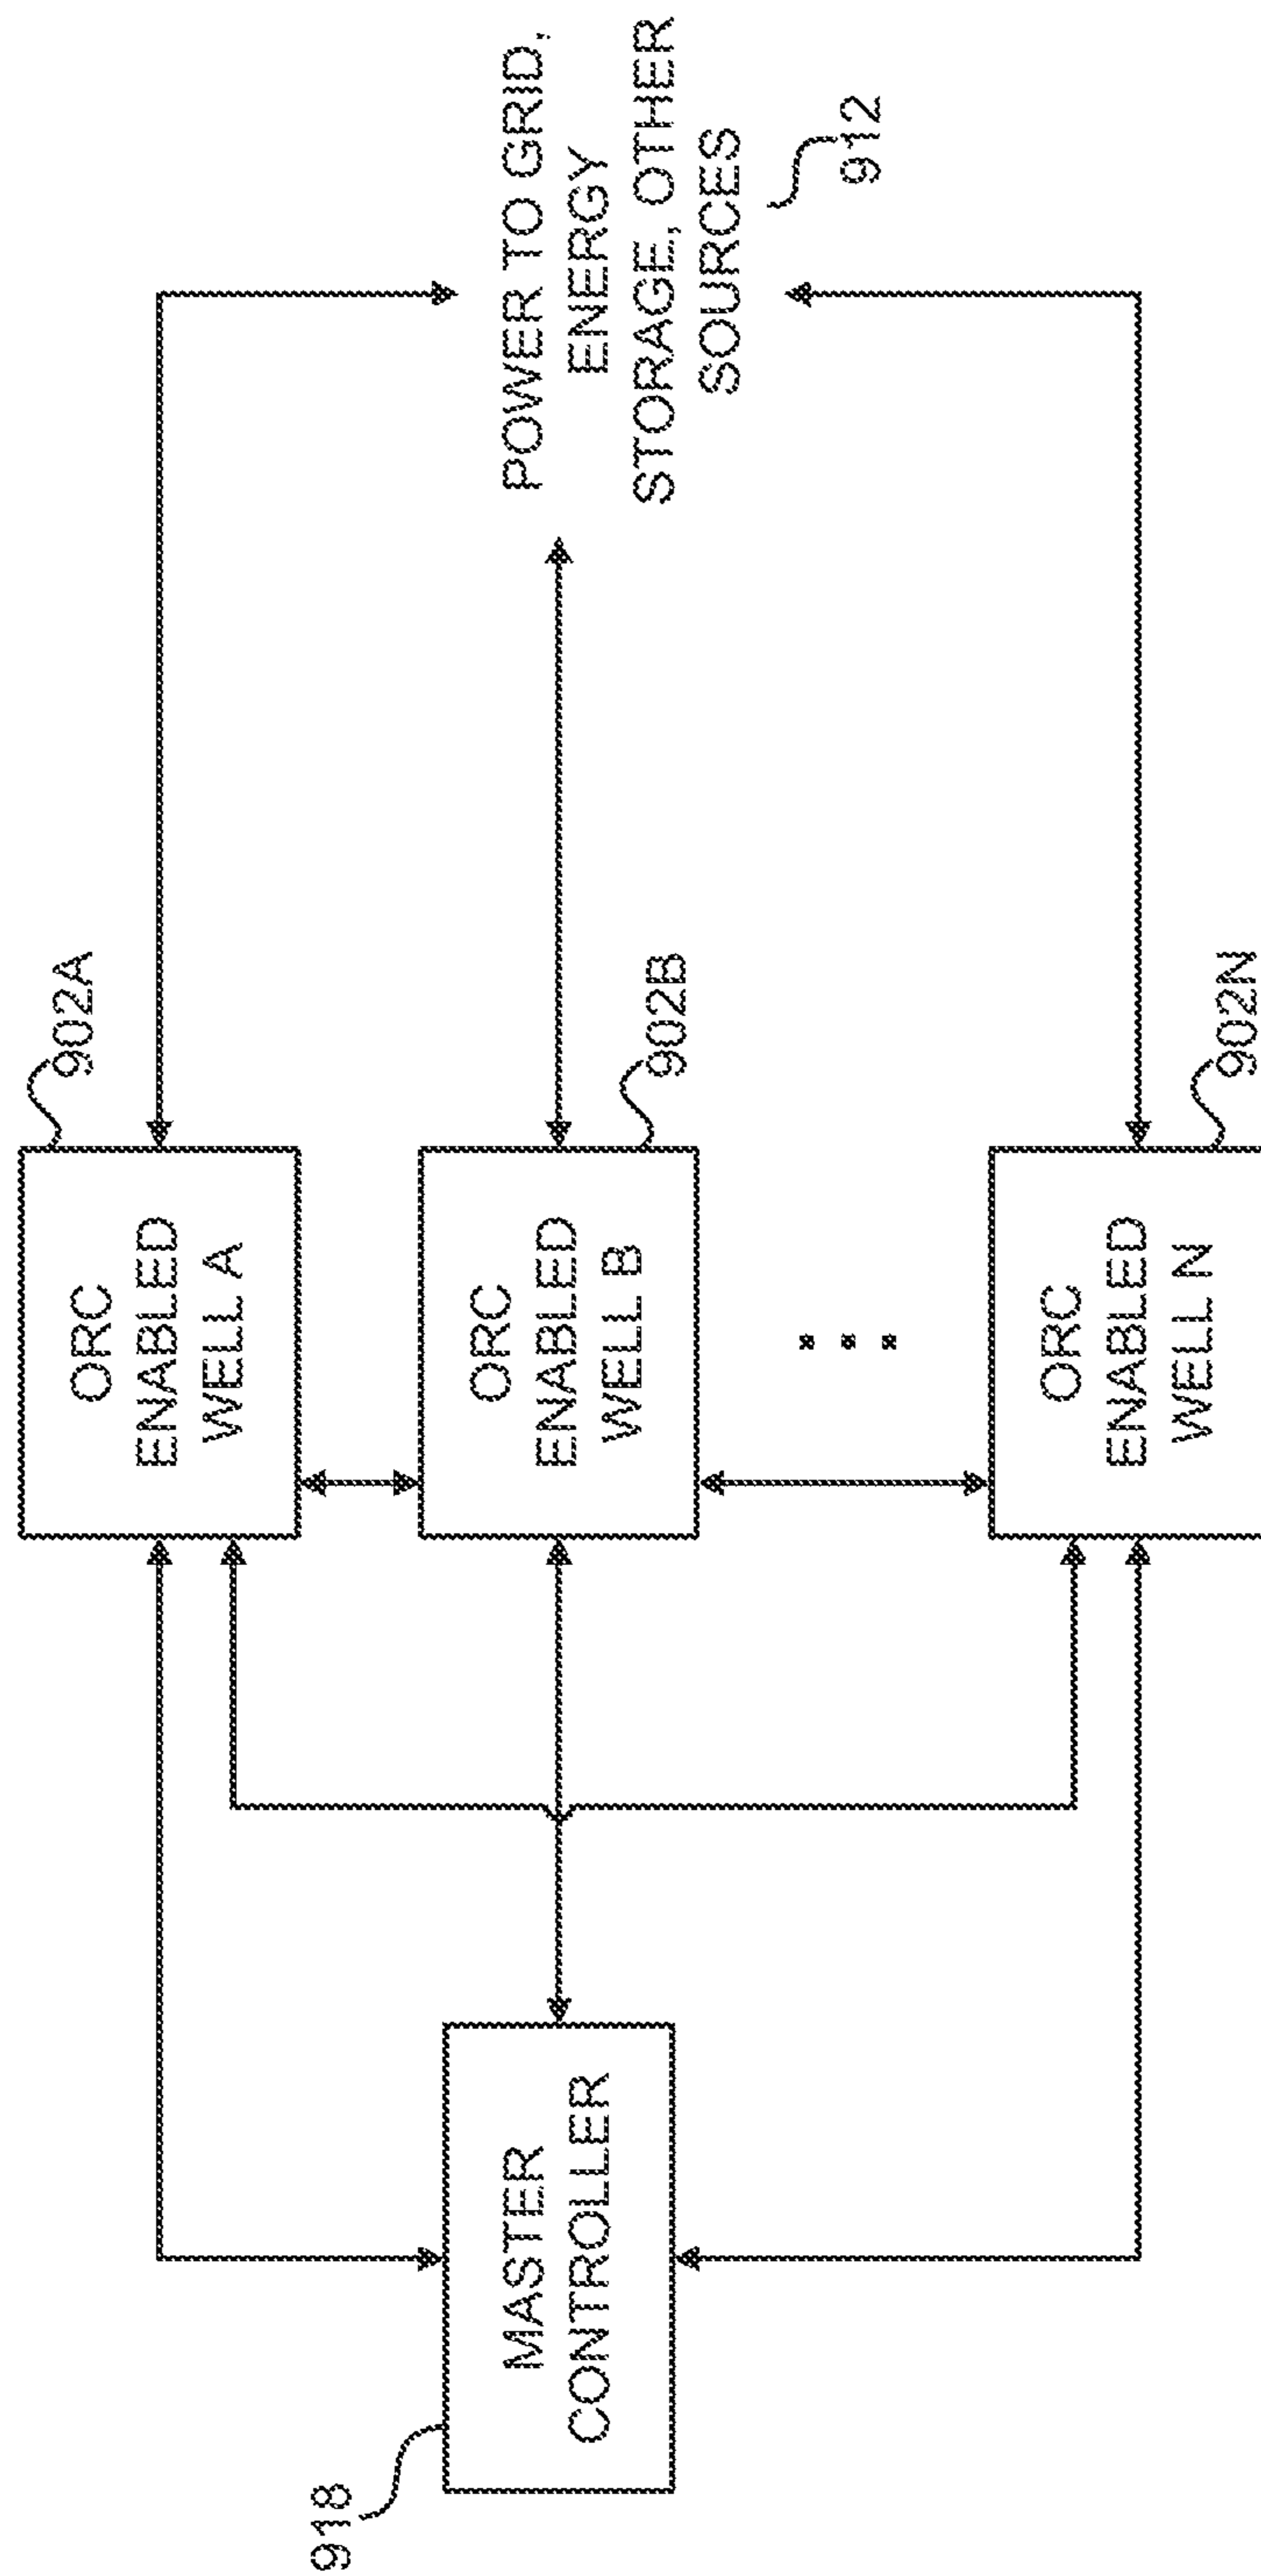 902A
ORC
ENABLED
WELL A
918
MASTER
CONTROLLER
ORC
ENABLED
WELL B
902B
POWER TO GRID,
ENERGY
STORAGE, OTHER
SOURCES
912
ORC
ENABLED
WELL N
902N